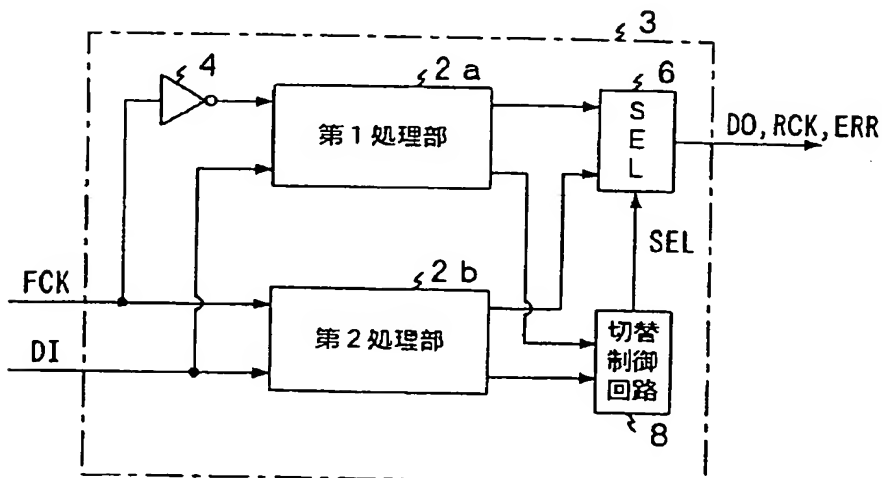 3
4
2a
6
第1処理部
SEL
DO, RCK, ERR
SEL
FCK
2b
第2処理部
切替
制御
回路
DI
8